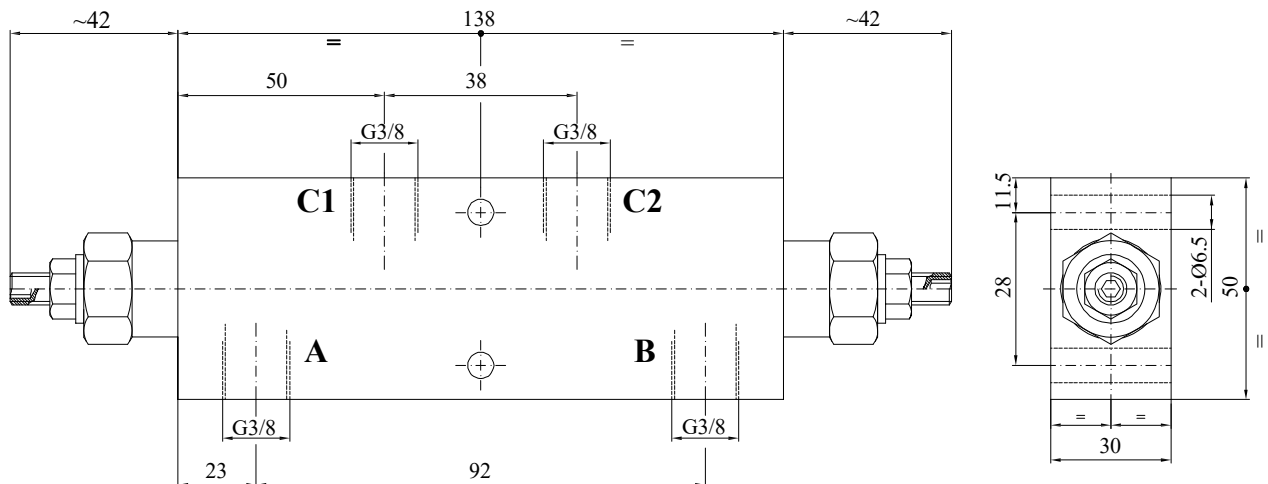 ~42 138 ~42
= =
50 38
G3/8 G3/8
C1 C2
11.5
2-Ø6.5
=
28
50
A B
=
G3/8 G3/8
= =
23 92 30